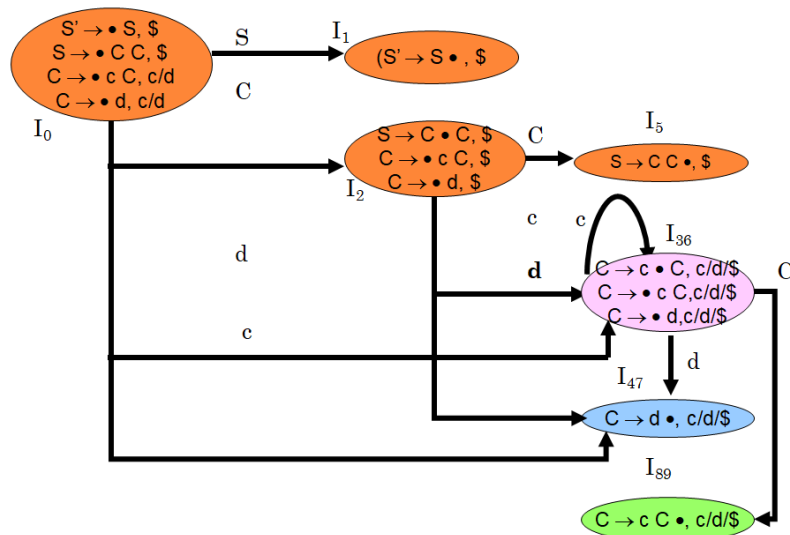 S' → • S, $
S → • C C, $
C → • c C, c/d
C → • d, c/d
I0
S
C
I1
(S' → S • , $
S → C • C, $
C → • c C, $
C → • d, $
I2
C
I5
S → C C •, $
c
c
I36
d
d
C → c • C, c/d/$
C → • c C,c/d/$
C → • d,c/d/$
C
c
d
I47
C → d •, c/d/$
I89
C → c C •, c/d/$